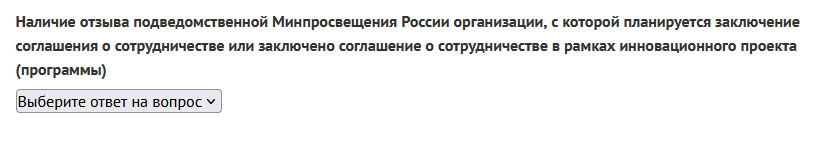 Наличие отзыва подведомственной Минпросвещения России организации, с которой планируется заключение
соглашения о сотрудничестве или заключено соглашение о сотрудничестве в рамках инновационного проекта
(программы)
Выберите ответ на вопрос